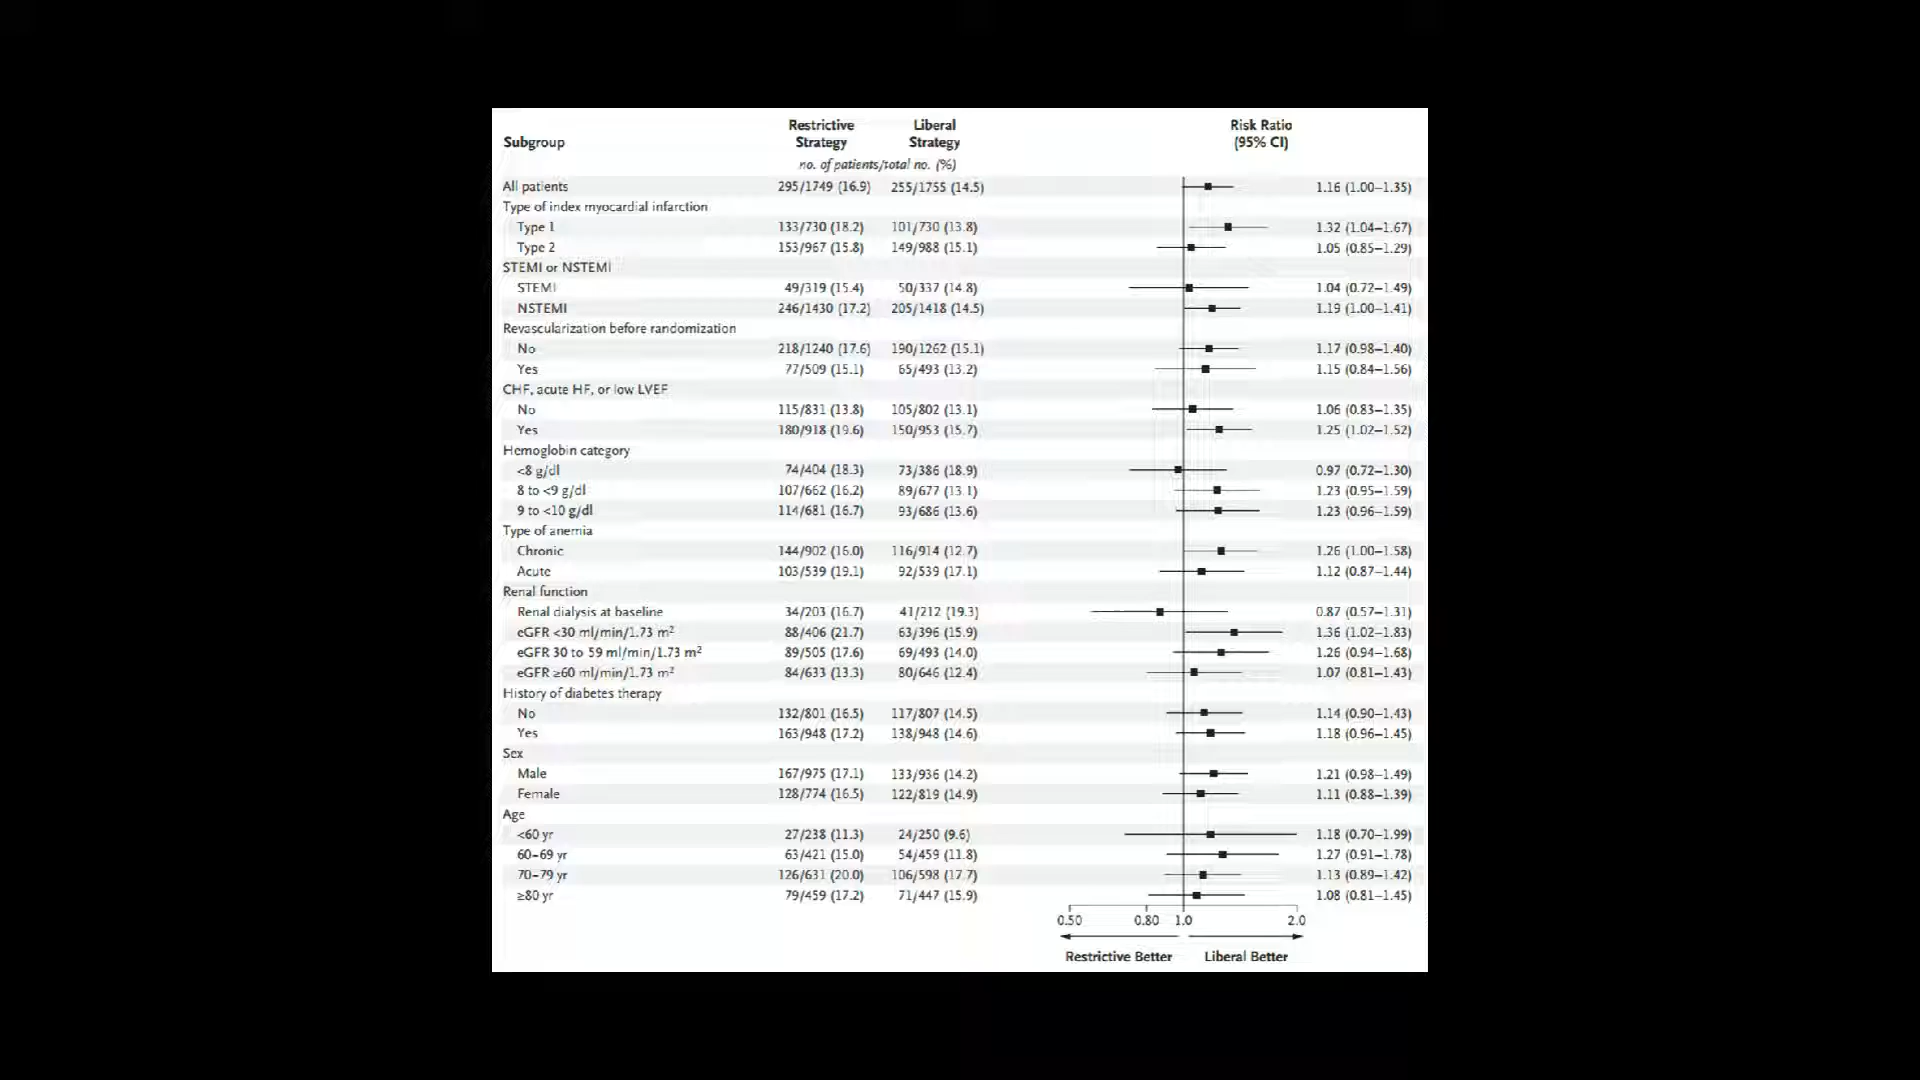 Restrictive Liberal Risk Ratio
Subgroup Strategy Strategy (95% CI)
no. of patients/total no. (%)
All patients 295/1749 (16.9) 255/1755 (14.5) 1.16 (1.00–1.35)
Type of index myocardial infarction
Type 1 133/730 (18.2) 101/730 (13.8) 1.32 (1.04–1.67)
Type 2 153/967 (15.8) 149/988 (15.1) 1.05 (0.85–1.29)
STEMI or NSTEMI
STEMI 49/319 (15.4) 50/337 (14.8) 1.04 (0.72–1.49)
NSTEMI 246/1430 (17.2) 205/1418 (14.5) 1.19 (1.00–1.41)
Revascularization before randomization
No 218/1240 (17.6) 190/1262 (15.1) 1.17 (0.98–1.40)
Yes 77/509 (15.1) 65/493 (13.2) 1.15 (0.84–1.56)
CHF, acute HF, or low LVEF
No 115/831 (13.8) 105/802 (13.1) 1.06 (0.83–1.35)
Yes 180/918 (19.6) 150/953 (15.7) 1.25 (1.02–1.52)
Hemoglobin category
<8 g/dl 74/404 (18.3) 73/386 (18.9) 0.97 (0.72–1.30)
8 to <9 g/dl 107/662 (16.2) 89/677 (13.1) 1.23 (0.95–1.59)
9 to <10 g/dl 114/681 (16.7) 93/686 (13.6) 1.23 (0.96–1.59)
Type of anemia
Chronic 144/902 (16.0) 116/914 (12.7) 1.26 (1.00–1.58)
Acute 103/539 (19.1) 92/539 (17.1) 1.12 (0.87–1.44)
Renal function
Renal dialysis at baseline 34/203 (16.7) 41/212 (19.3) 0.87 (0.57–1.31)
eGFR <30 ml/min/1.73 m² 88/406 (21.7) 63/396 (15.9) 1.36 (1.02–1.83)
eGFR 30 to 59 ml/min/1.73 m² 89/505 (17.6) 69/493 (14.0) 1.26 (0.94–1.68)
eGFR ≥60 ml/min/1.73 m² 84/633 (13.3) 80/646 (12.4) 1.07 (0.81–1.43)
History of diabetes therapy
No 132/801 (16.5) 117/807 (14.5) 1.14 (0.90–1.43)
Yes 163/948 (17.2) 138/948 (14.6) 1.18 (0.96–1.45)
Sex
Male 167/975 (17.1) 133/936 (14.2) 1.21 (0.98–1.49)
Female 128/774 (16.5) 122/819 (14.9) 1.11 (0.88–1.39)
Age
<60 yr 27/238 (11.3) 24/250 (9.6) 1.18 (0.70–1.99)
60–69 yr 63/421 (15.0) 54/459 (11.8) 1.27 (0.91–1.78)
70–79 yr 126/631 (20.0) 106/598 (17.7) 1.13 (0.89–1.42)
≥80 yr 79/459 (17.2) 71/447 (15.9) 1.08 (0.81–1.45)
0.50 0.80 1.0 2.0
Restrictive Better Liberal Better